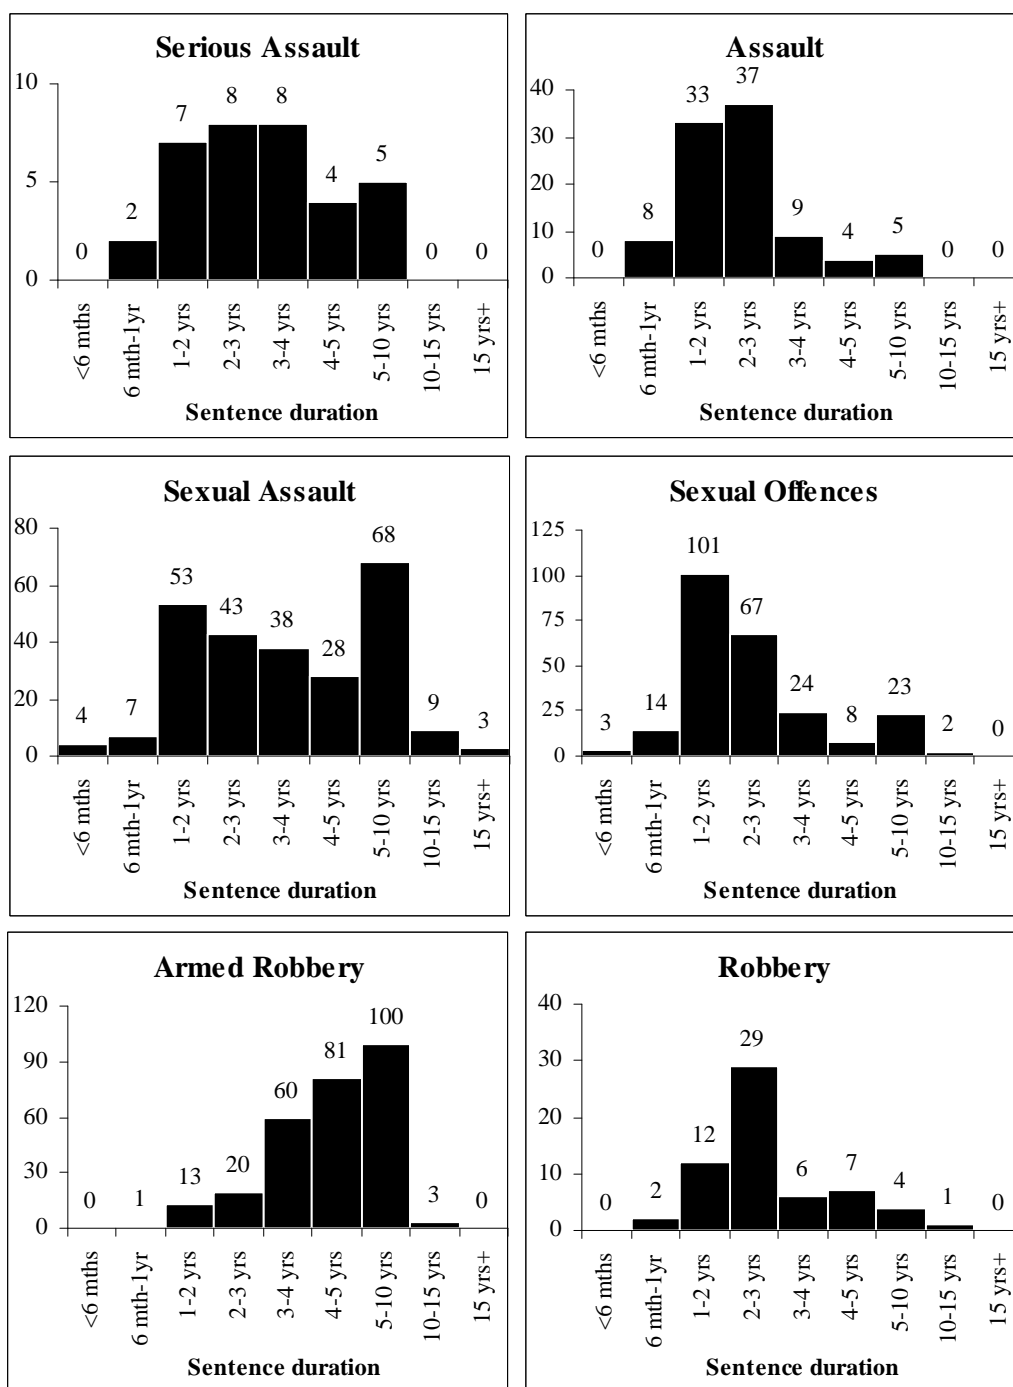 Serious Assault
10
5
0
0
2
7
8
8
4
5
0
0
<6 mths
6 mth-1yr
1-2 yrs
2-3 yrs
3-4 yrs
4-5 yrs
5-10 yrs
10-15 yrs
15 yrs+
Sentence duration
Assault
40
30
20
10
0
0
8
33
37
9
4
5
0
0
<6 mths
6 mth-1yr
1-2 yrs
2-3 yrs
3-4 yrs
4-5 yrs
5-10 yrs
10-15 yrs
15 yrs+
Sentence duration
Sexual Assault
80
60
40
20
0
4
7
53
43
38
28
68
9
3
<6 mths
6 mth-1yr
1-2 yrs
2-3 yrs
3-4 yrs
4-5 yrs
5-10 yrs
10-15 yrs
15 yrs+
Sentence duration
Sexual Offences
125
100
75
50
25
0
3
14
101
67
24
8
23
2
0
<6 mths
6 mth-1yr
1-2 yrs
2-3 yrs
3-4 yrs
4-5 yrs
5-10 yrs
10-15 yrs
15 yrs+
Sentence duration
Armed Robbery
120
90
60
30
0
0
1
13
20
60
81
100
3
0
<6 mths
6 mth-1yr
1-2 yrs
2-3 yrs
3-4 yrs
4-5 yrs
5-10 yrs
10-15 yrs
15 yrs+
Sentence duration
Robbery
40
30
20
10
0
0
2
12
29
6
7
4
1
0
<6 mths
6 mth-1yr
1-2 yrs
2-3 yrs
3-4 yrs
4-5 yrs
5-10 yrs
10-15 yrs
15 yrs+
Sentence duration